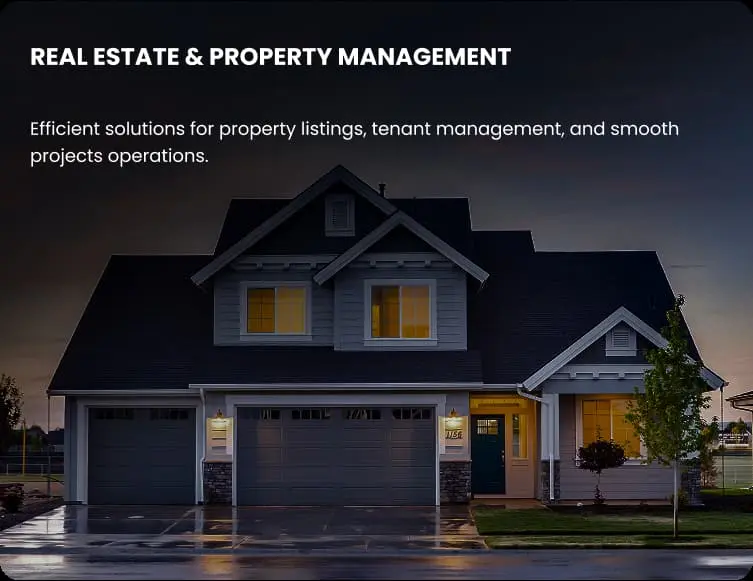 REAL ESTATE & PROPERTY MANAGEMENT
Efficient solutions for property listings, tenant management, and smooth
projects operations.